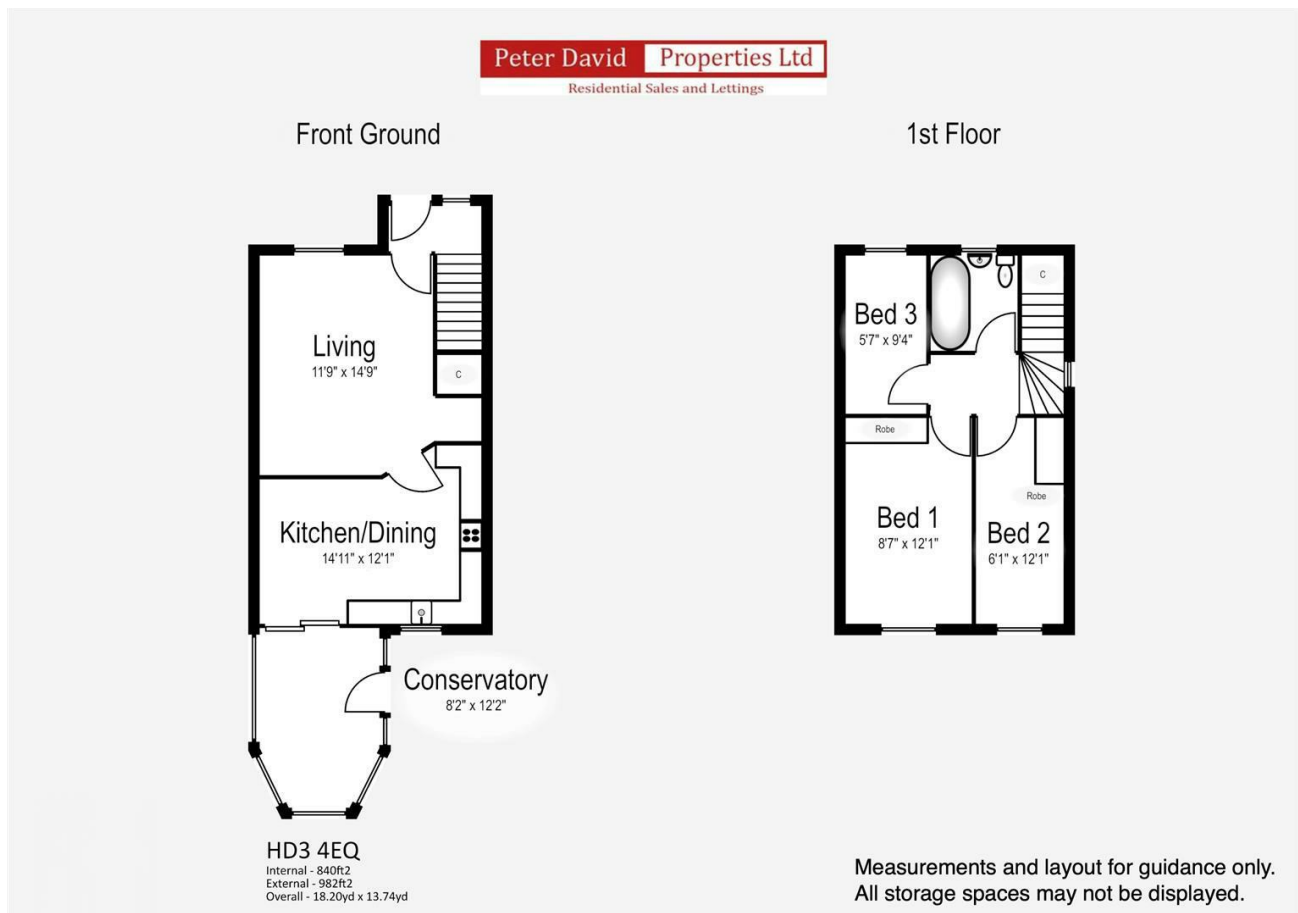 Peter David Properties Ltd
Residential Sales and Lettings
Front Ground
1st Floor
Living
11'9" x 14'9"
C
Kitchen/Dining
14'11" x 12'1"
Conservatory
8'2" x 12'2"
C
Bed 3
5'7" x 9'4"
Robe
Bed 1
8'7" x 12'1"
Robe
Bed 2
6'1" x 12'1"
HD3 4EQ
Internal - 840ft2
External - 982ft2
Overall - 18.20yd x 13.74yd
Measurements and layout for guidance only.
All storage spaces may not be displayed.